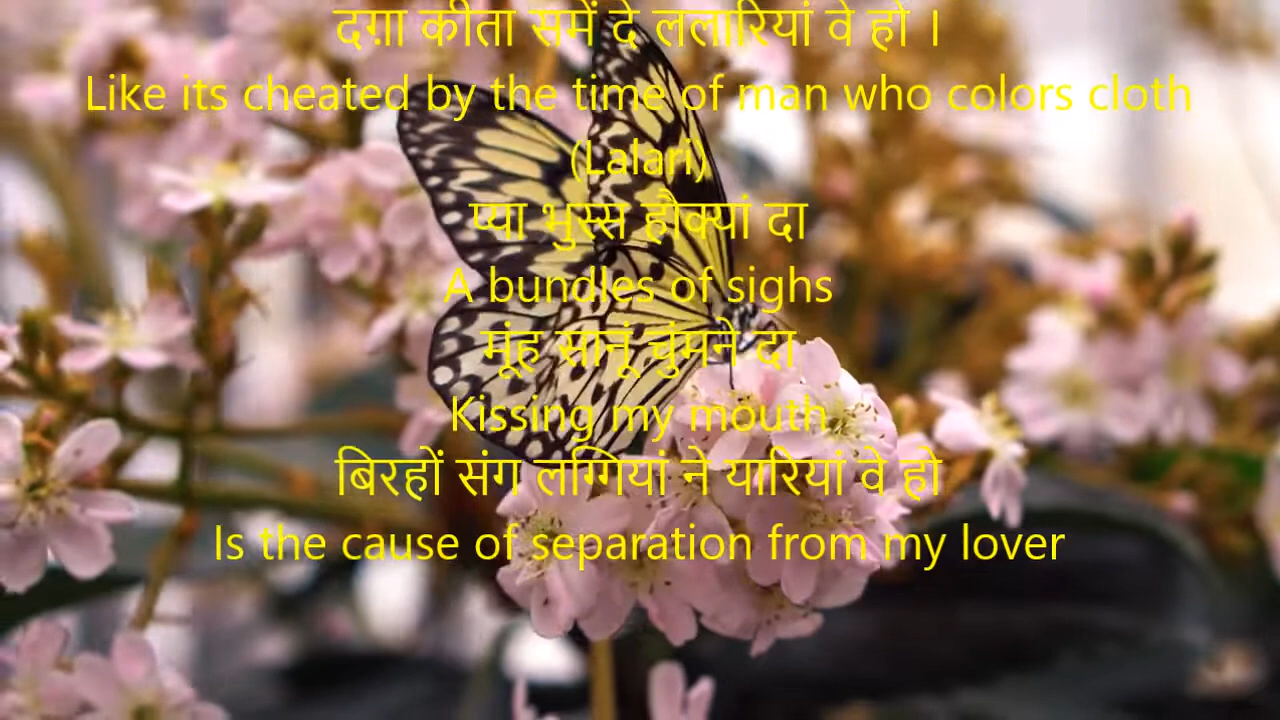 दग़ा कीता समें दे ललारियां वे हो ।
Like its cheated by the time of man who colors cloth
(Lalari)
प्या भुस्स हौक्यां दा
A bundles of sighs
मूंह सानूं चुंमने दा
Kissing my mouth
बिरहों संग लग्गियां ने यारियां वे हो
Is the cause of separation from my lover